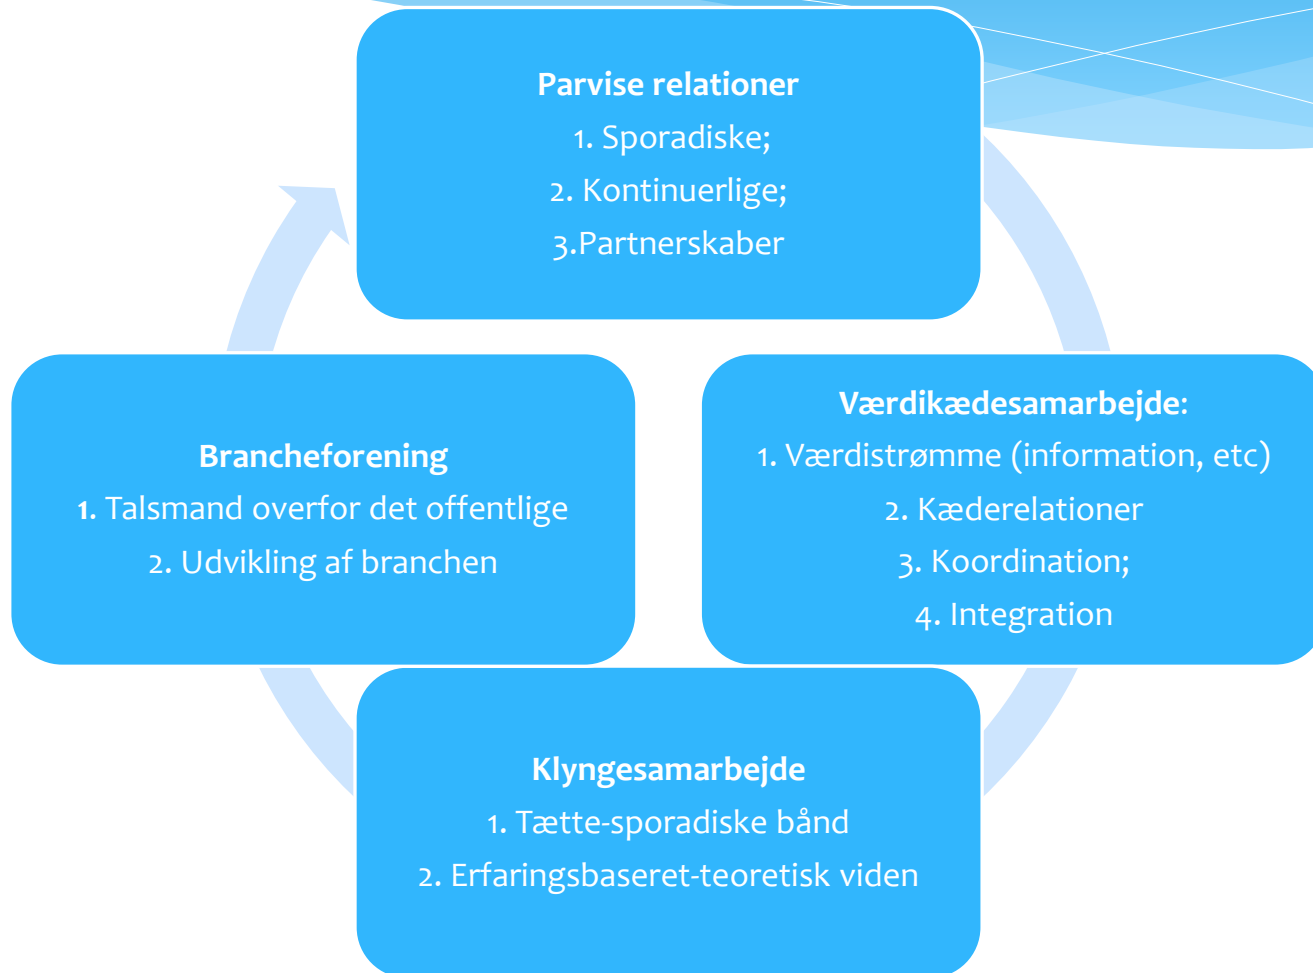 Parvise relationer
1. Sporadiske;
2. Kontinuerlige;
3.Partnerskaber
Værdikædesamarbejde:
1. Værdistrømme (information, etc)
2. Kæderelationer
3. Koordination;
4. Integration
Klyngesamarbejde
1. Tætte-sporadiske bånd
2. Erfaringsbaseret-teoretisk viden
Brancheforening
1. Talsmand overfor det offentlige
2. Udvikling af branchen